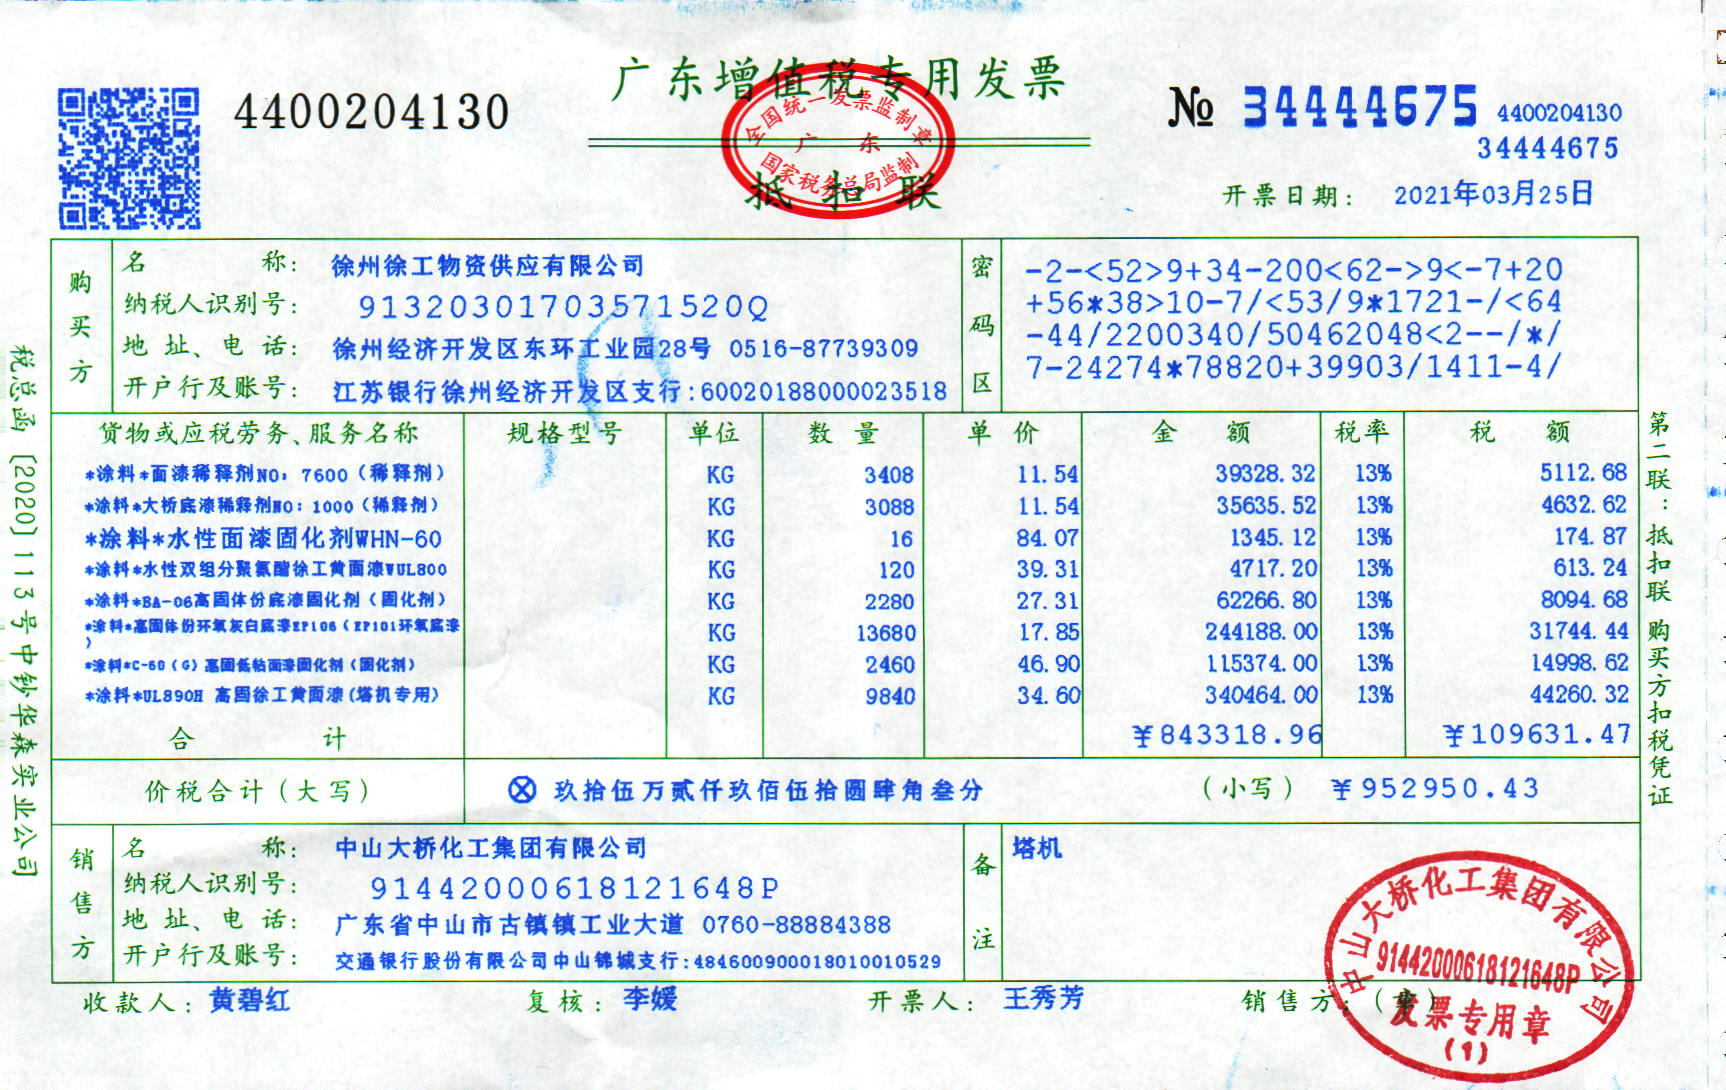 广东增值税专用发票
4400204130
№ 34444675 4400204130
34444675
全国统一发票监制章
广 东
国家税务总局监制
抵 扣 联
开票日期: 2021年03月25日
购买方
名 称: 徐州徐工物资供应有限公司
纳税人识别号: 91320301703571520Q
地 址、电 话: 徐州经济开发区东环工业园28号 0516-87739309
开户行及账号: 江苏银行徐州经济开发区支行:60020188000023518
密码区
-2-<52>9+34-200<62->9<-7+20
+56*38>10-7/<53/9*1721-/<64
-44/2200340/50462048<2--/*/
7-24274*78820+39903/1411-4/
货物或应税劳务、服务名称 规格型号 单位 数 量 单 价 金 额 税率 税 额
*涂料*面漆稀释剂NO: 7600(稀释剂) KG 3408 11.54 39328.32 13% 5112.68
*涂料*大桥底漆稀释剂NO: 1000(稀释剂) KG 3088 11.54 35635.52 13% 4632.62
*涂料*水性面漆固化剂WHN-60 KG 16 84.07 1345.12 13% 174.87
*涂料*水性双组分聚氨酯徐工黄面漆WUL800 KG 120 39.31 4717.20 13% 613.24
*涂料*BA-06高固体份底漆固化剂(固化剂) KG 2280 27.31 62266.80 13% 8094.68
*涂料*高固体份环氧灰白底漆EP106(EP101环氧底漆
) KG 13680 17.85 244188.00 13% 31744.44
*涂料*C-60(G)高固低粘面漆固化剂(固化剂) KG 2460 46.90 115374.00 13% 14998.62
*涂料*UL890H 高固徐工黄面漆(塔机专用) KG 9840 34.60 340464.00 13% 44260.32
合 计 ¥843318.96 ¥109631.47
价税合计(大写) ⊗ 玖拾伍万贰仟玖佰伍拾圆肆角叁分 (小写) ¥952950.43
销售方
名 称: 中山大桥化工集团有限公司
纳税人识别号: 91442000618121648P
地 址、电 话: 广东省中山市古镇镇工业大道 0760-88884388
开户行及账号: 交通银行股份有限公司中山锦城支行:484600900018010010529
备注
塔机
收款人: 黄碧红 复核: 李媛 开票人: 王秀芳 销售方:(章)
中山大桥化工集团有限公司
91442000618121648P
发票专用章
(1)
税总函[2020]113号中钞华森实业公司
第二联:抵扣联 购买方扣税凭证